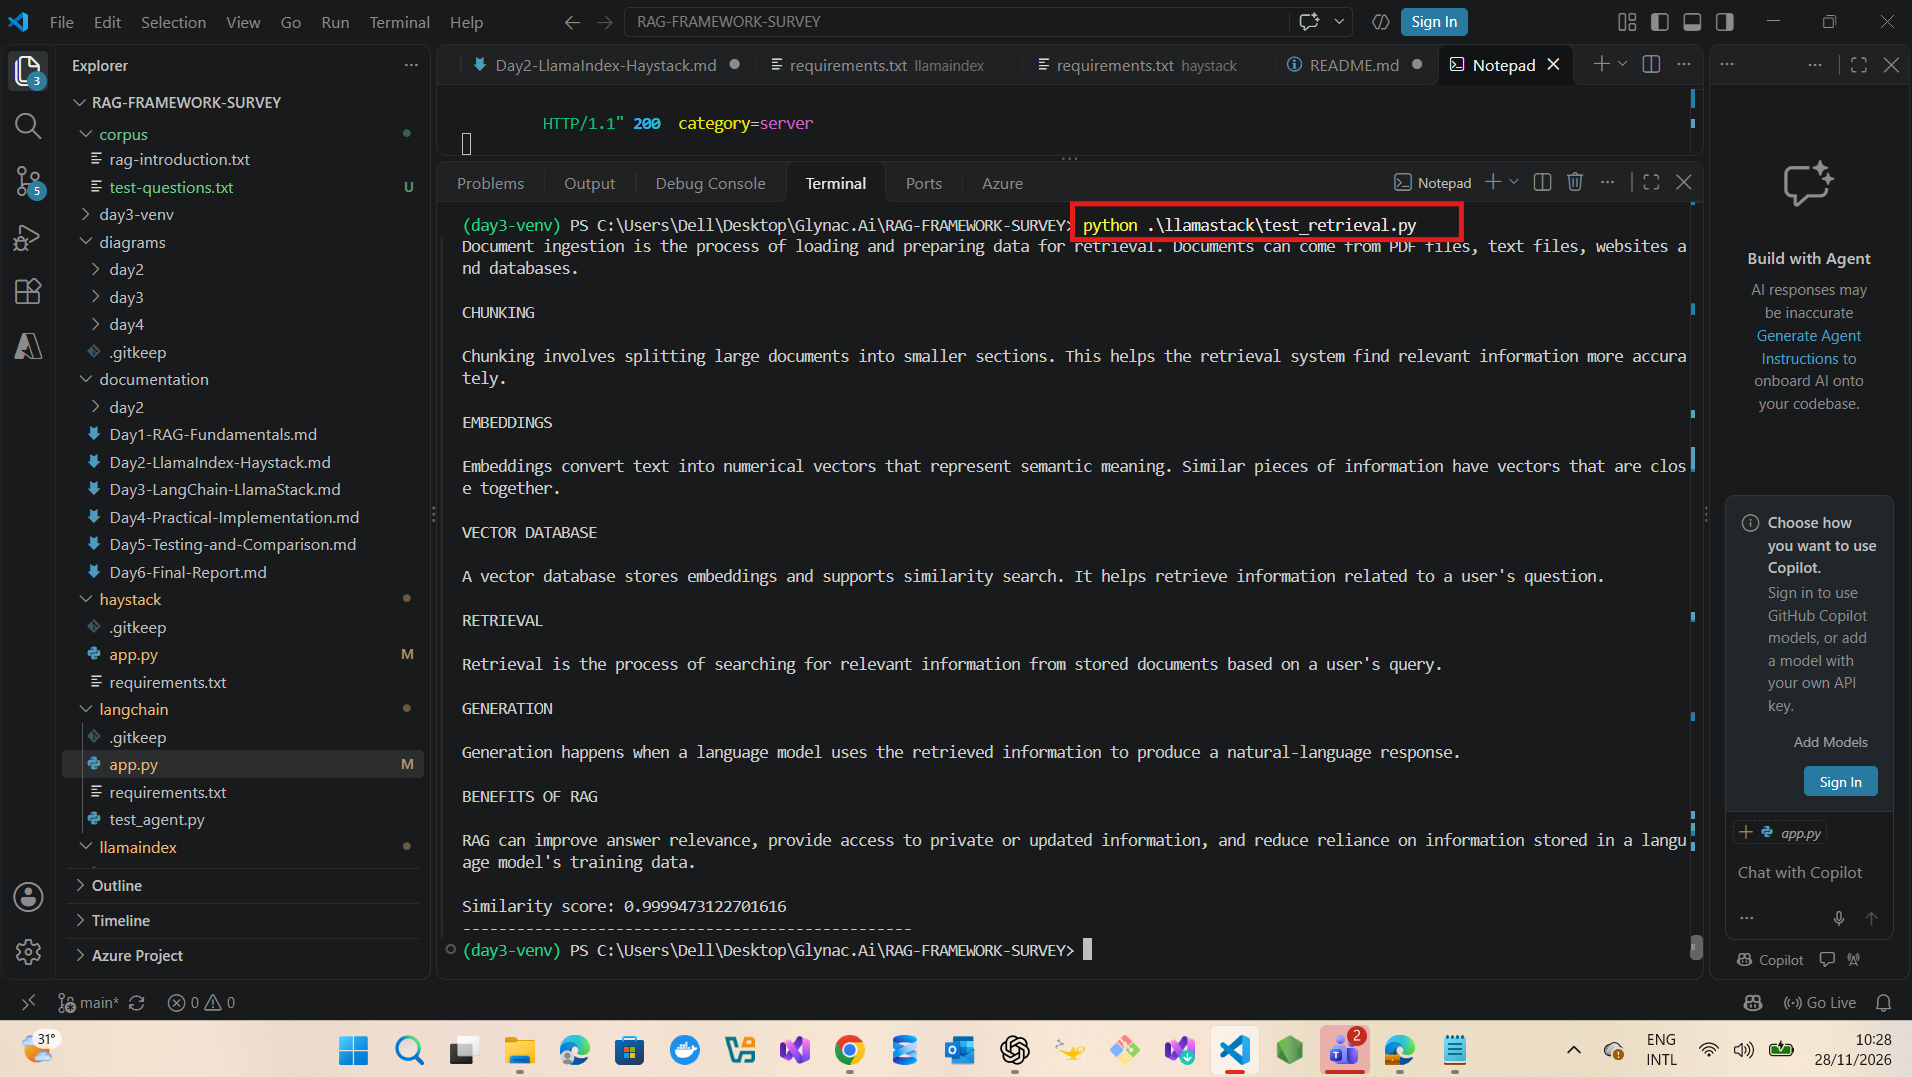 File Edit Selection View Go Run Terminal Help
RAG-FRAMEWORK-SURVEY
Sign In
Explorer
RAG-FRAMEWORK-SURVEY
corpus
rag-introduction.txt
test-questions.txt U
day3-venv
diagrams
day2
day3
day4
.gitkeep
documentation
day2
Day1-RAG-Fundamentals.md
Day2-LlamaIndex-Haystack.md
Day3-LangChain-LlamaStack.md
Day4-Practical-Implementation.md
Day5-Testing-and-Comparison.md
Day6-Final-Report.md
haystack
.gitkeep
app.py M
requirements.txt
langchain
.gitkeep
app.py M
requirements.txt
test_agent.py
llamaindex
Outline
Timeline
Azure Project
3
5
Day2-LlamaIndex-Haystack.md
requirements.txt llamaindex
requirements.txt haystack
README.md
Notepad
HTTP/1.1" 200 category=server
Problems Output Debug Console Terminal Ports Azure
Notepad
(day3-venv) PS C:\Users\Dell\Desktop\Glynac.Ai\RAG-FRAMEWORK-SURVEY> python .\llamastack\test_retrieval.py
Document ingestion is the process of loading and preparing data for retrieval. Documents can come from PDF files, text files, websites a
nd databases.
CHUNKING
Chunking involves splitting large documents into smaller sections. This helps the retrieval system find relevant information more accura
tely.
EMBEDDINGS
Embeddings convert text into numerical vectors that represent semantic meaning. Similar pieces of information have vectors that are clos
e together.
VECTOR DATABASE
A vector database stores embeddings and supports similarity search. It helps retrieve information related to a user's question.
RETRIEVAL
Retrieval is the process of searching for relevant information from stored documents based on a user's query.
GENERATION
Generation happens when a language model uses the retrieved information to produce a natural-language response.
BENEFITS OF RAG
RAG can improve answer relevance, provide access to private or updated information, and reduce reliance on information stored in a langu
age model's training data.
Similarity score: 0.9999473122701616
--------------------------------------------------
(day3-venv) PS C:\Users\Dell\Desktop\Glynac.Ai\RAG-FRAMEWORK-SURVEY>
Build with Agent
AI responses may
be inaccurate
Generate Agent
Instructions to
onboard AI onto
your codebase.
Choose how
you want to use
Copilot.
Sign in to use
GitHub Copilot
models, or add
a model with
your own API
key.
Add Models
Sign In
app.py
Chat with Copilot
Copilot
main*
0 0
Go Live
31°
2
ENG
INTL
10:28
28/11/2026